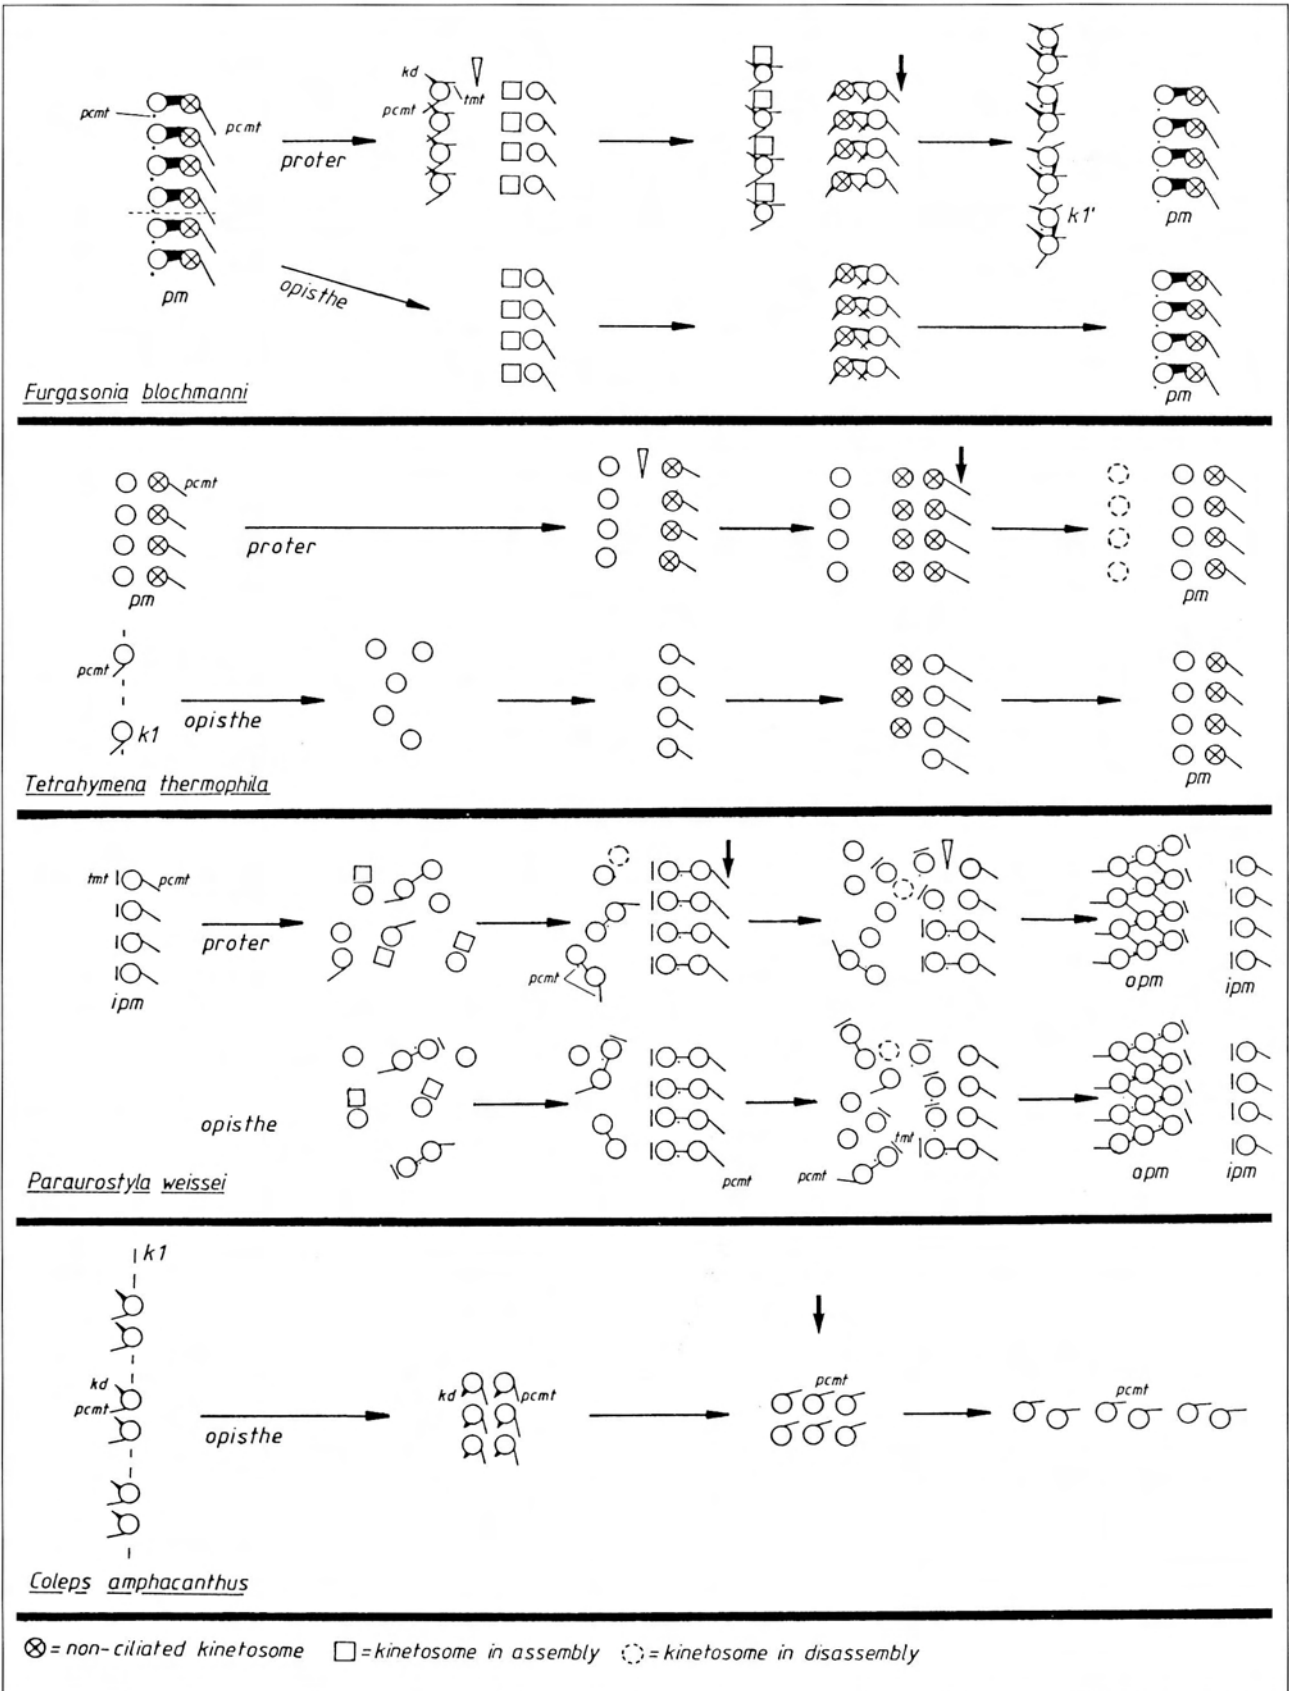 kd
tmt
pcmt
pcmt
pcmt
proter
k1'
pm
pm
opisthe
pm
Furgasonia blochmanni
pcmt
proter
pm
pm
pcmt
k1
opisthe
pm
Tetrahymena thermophila
tmt
pcmt
proter
ipm
pcmt
apm
ipm
opisthe
tmt
pcmt
pcmt
apm
ipm
Paraurostyla weissei
k1
kd
pcmt
kd
pcmt
pcmt
pcmt
opisthe
Coleps amphacanthus
= non-ciliated kinetosome = kinetosome in assembly = kinetosome in disassembly